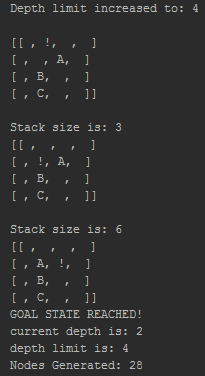 Depth limit increased to: 4
[[ , !, , ]
[ , , A, ]
[ , B, , ]
[ , C, , ]]
Stack size is: 3
[[ , , , ]
[ , !, A, ]
[ , B, , ]
[ , C, , ]]
Stack size is: 6
[[ , , , ]
[ , A, !, ]
[ , B, , ]
[ , C, , ]]
GOAL STATE REACHED!
current depth is: 2
depth limit is: 4
Nodes Generated: 28